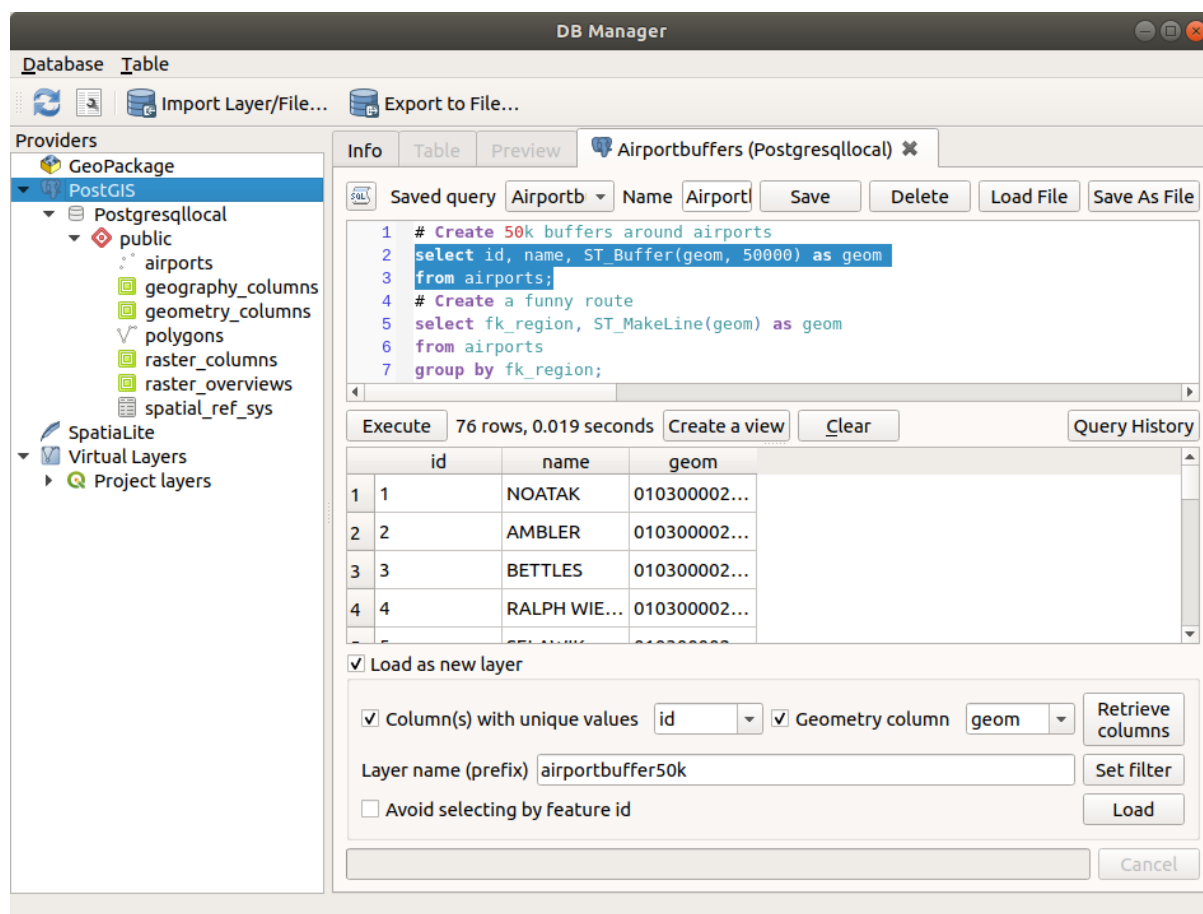 DB Manager
Database Table
Import Layer/File... Export to File...
Providers
GeoPackage
PostGIS
Postgresqllocal
public
airports
geography_columns
geometry_columns
polygons
raster_columns
raster_overviews
spatial_ref_sys
SpatiaLite
Virtual Layers
Project layers
Info Table Preview Airportbuffers (Postgresqllocal)
SQL Saved query Airportb Name Airportl Save Delete Load File Save As File
1 # Create 50k buffers around airports
2 select id, name, ST_Buffer(geom, 50000) as geom
3 from airports;
4 # Create a funny route
5 select fk_region, ST_MakeLine(geom) as geom
6 from airports
7 group by fk_region;
Execute 76 rows, 0.019 seconds Create a view Clear Query History
id name geom
1 1 NOATAK 010300002...
2 2 AMBLER 010300002...
3 3 BETTLES 010300002...
4 4 RALPH WIE... 010300002...
Load as new layer
Column(s) with unique values id Geometry column geom Retrieve columns
Layer name (prefix) airportbuffer50k Set filter
Avoid selecting by feature id Load
Cancel